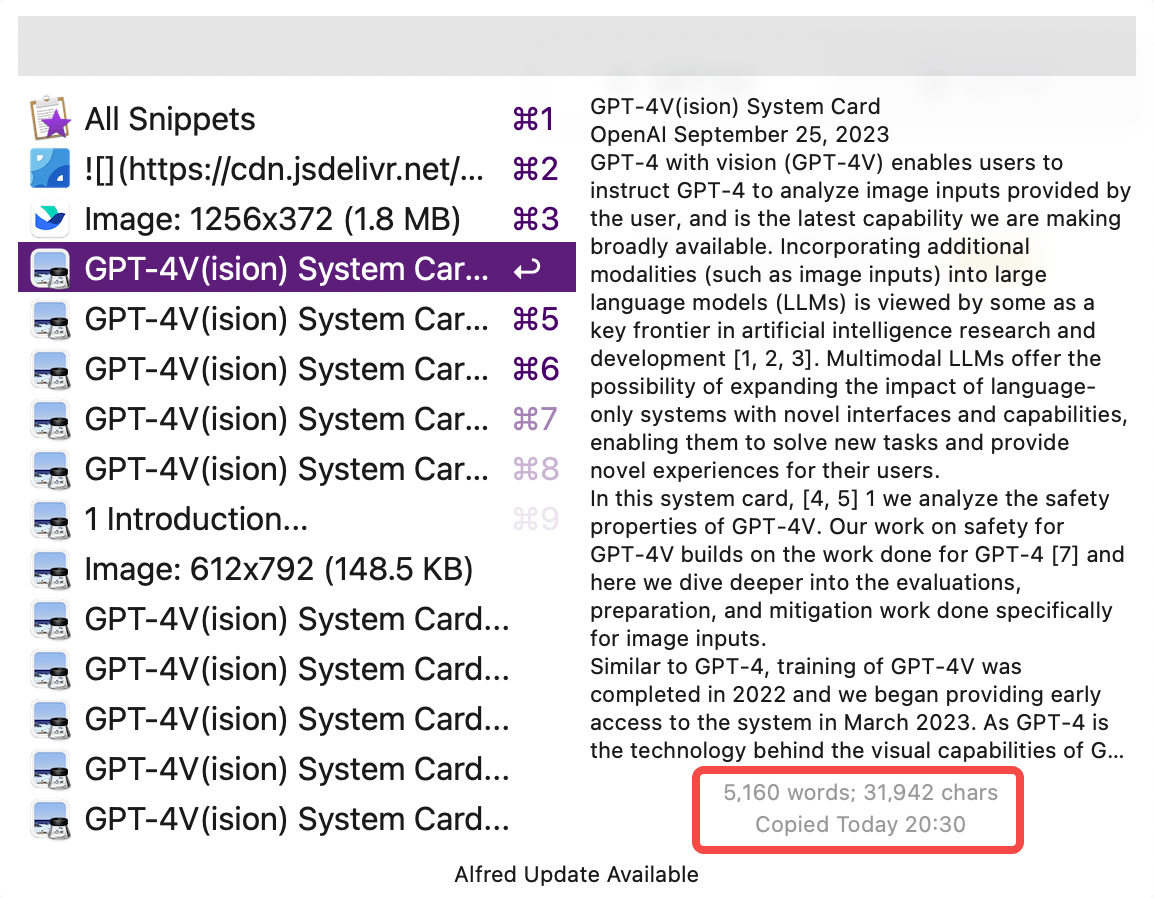 All Snippets ⌘1
![](https://cdn.jsdelivr.net/... ⌘2
Image: 1256x372 (1.8 MB) ⌘3
GPT-4V(ision) System Car... ↩
GPT-4V(ision) System Car... ⌘5
GPT-4V(ision) System Car... ⌘6
GPT-4V(ision) System Car... ⌘7
GPT-4V(ision) System Car... ⌘8
1 Introduction... ⌘9
Image: 612x792 (148.5 KB)
GPT-4V(ision) System Card...
GPT-4V(ision) System Card...
GPT-4V(ision) System Card...
GPT-4V(ision) System Card...
GPT-4V(ision) System Card...
GPT-4V(ision) System Card
OpenAI September 25, 2023
GPT-4 with vision (GPT-4V) enables users to
instruct GPT-4 to analyze image inputs provided by
the user, and is the latest capability we are making
broadly available. Incorporating additional
modalities (such as image inputs) into large
language models (LLMs) is viewed by some as a
key frontier in artificial intelligence research and
development [1, 2, 3]. Multimodal LLMs offer the
possibility of expanding the impact of language-
only systems with novel interfaces and capabilities,
enabling them to solve new tasks and provide
novel experiences for their users.
In this system card, [4, 5] 1 we analyze the safety
properties of GPT-4V. Our work on safety for
GPT-4V builds on the work done for GPT-4 [7] and
here we dive deeper into the evaluations,
preparation, and mitigation work done specifically
for image inputs.
Similar to GPT-4, training of GPT-4V was
completed in 2022 and we began providing early
access to the system in March 2023. As GPT-4 is
the technology behind the visual capabilities of G...
5,160 words; 31,942 chars
Copied Today 20:30
Alfred Update Available